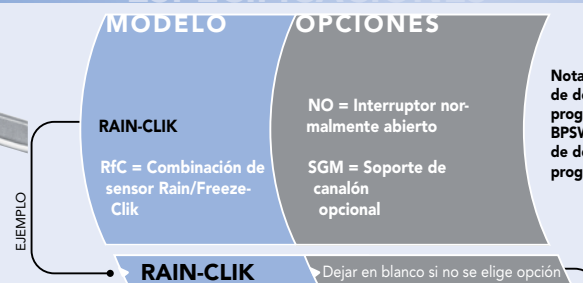 MODELO
OPCIONES
RAIN-CLIK
RfC = Combinación de
sensor Rain/Freeze-
Clik
NO = Interruptor nor-
malmente abierto
SGM = Soporte de
canalón
opcional
Nota
de de
prog
BPSW
de de
prog
EJEMPLO
RAIN-CLIK
Dejar en blanco si no se elige opción